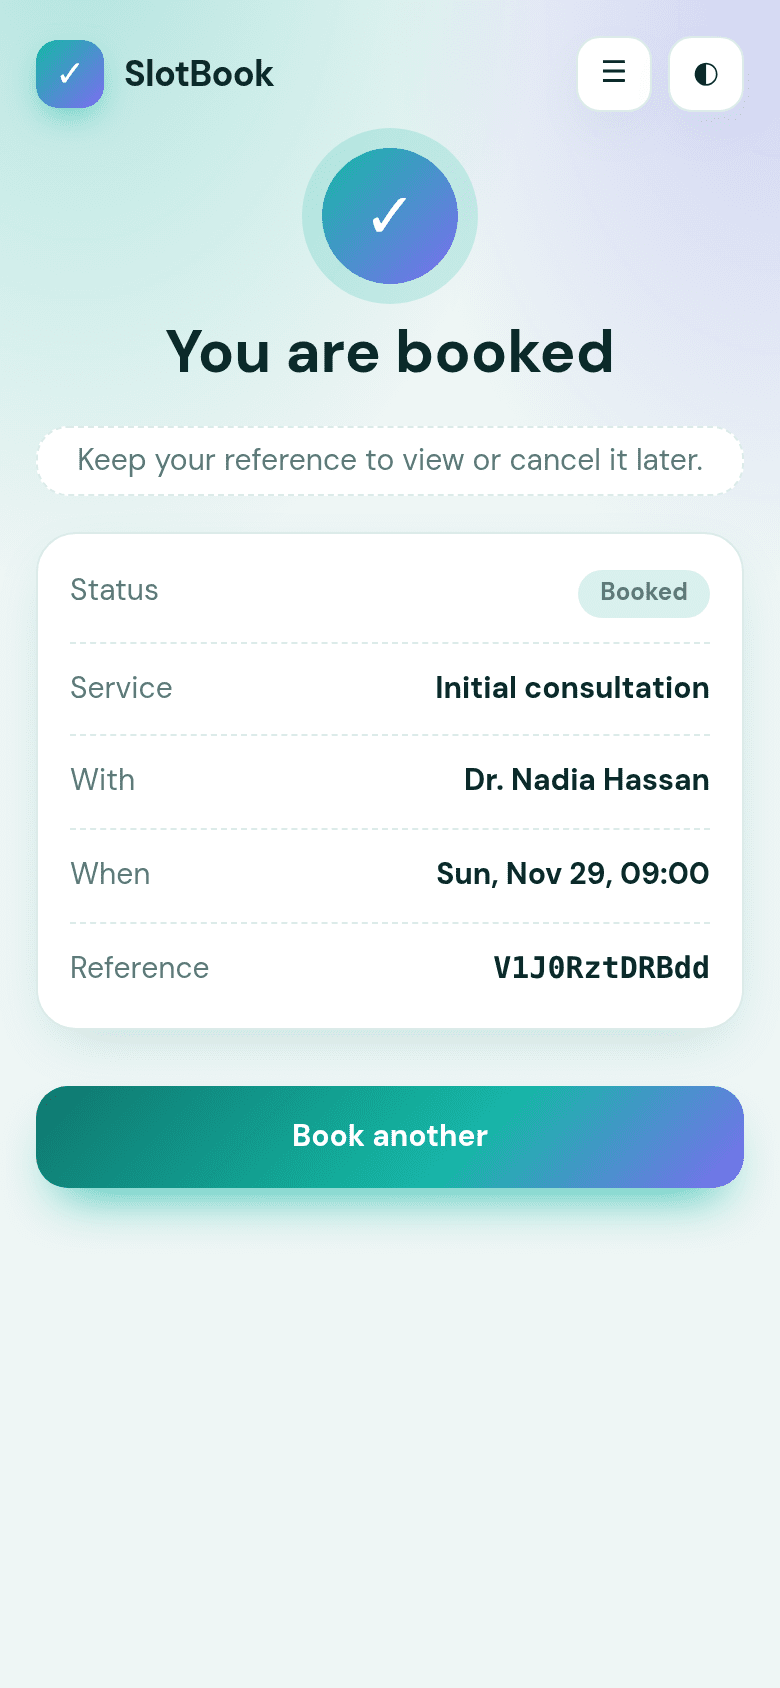 SlotBook
You are booked
Keep your reference to view or cancel it later.
Status Booked
Service Initial consultation
With Dr. Nadia Hassan
When Sun, Nov 29, 09:00
Reference V1J0RztDRBdd
Book another